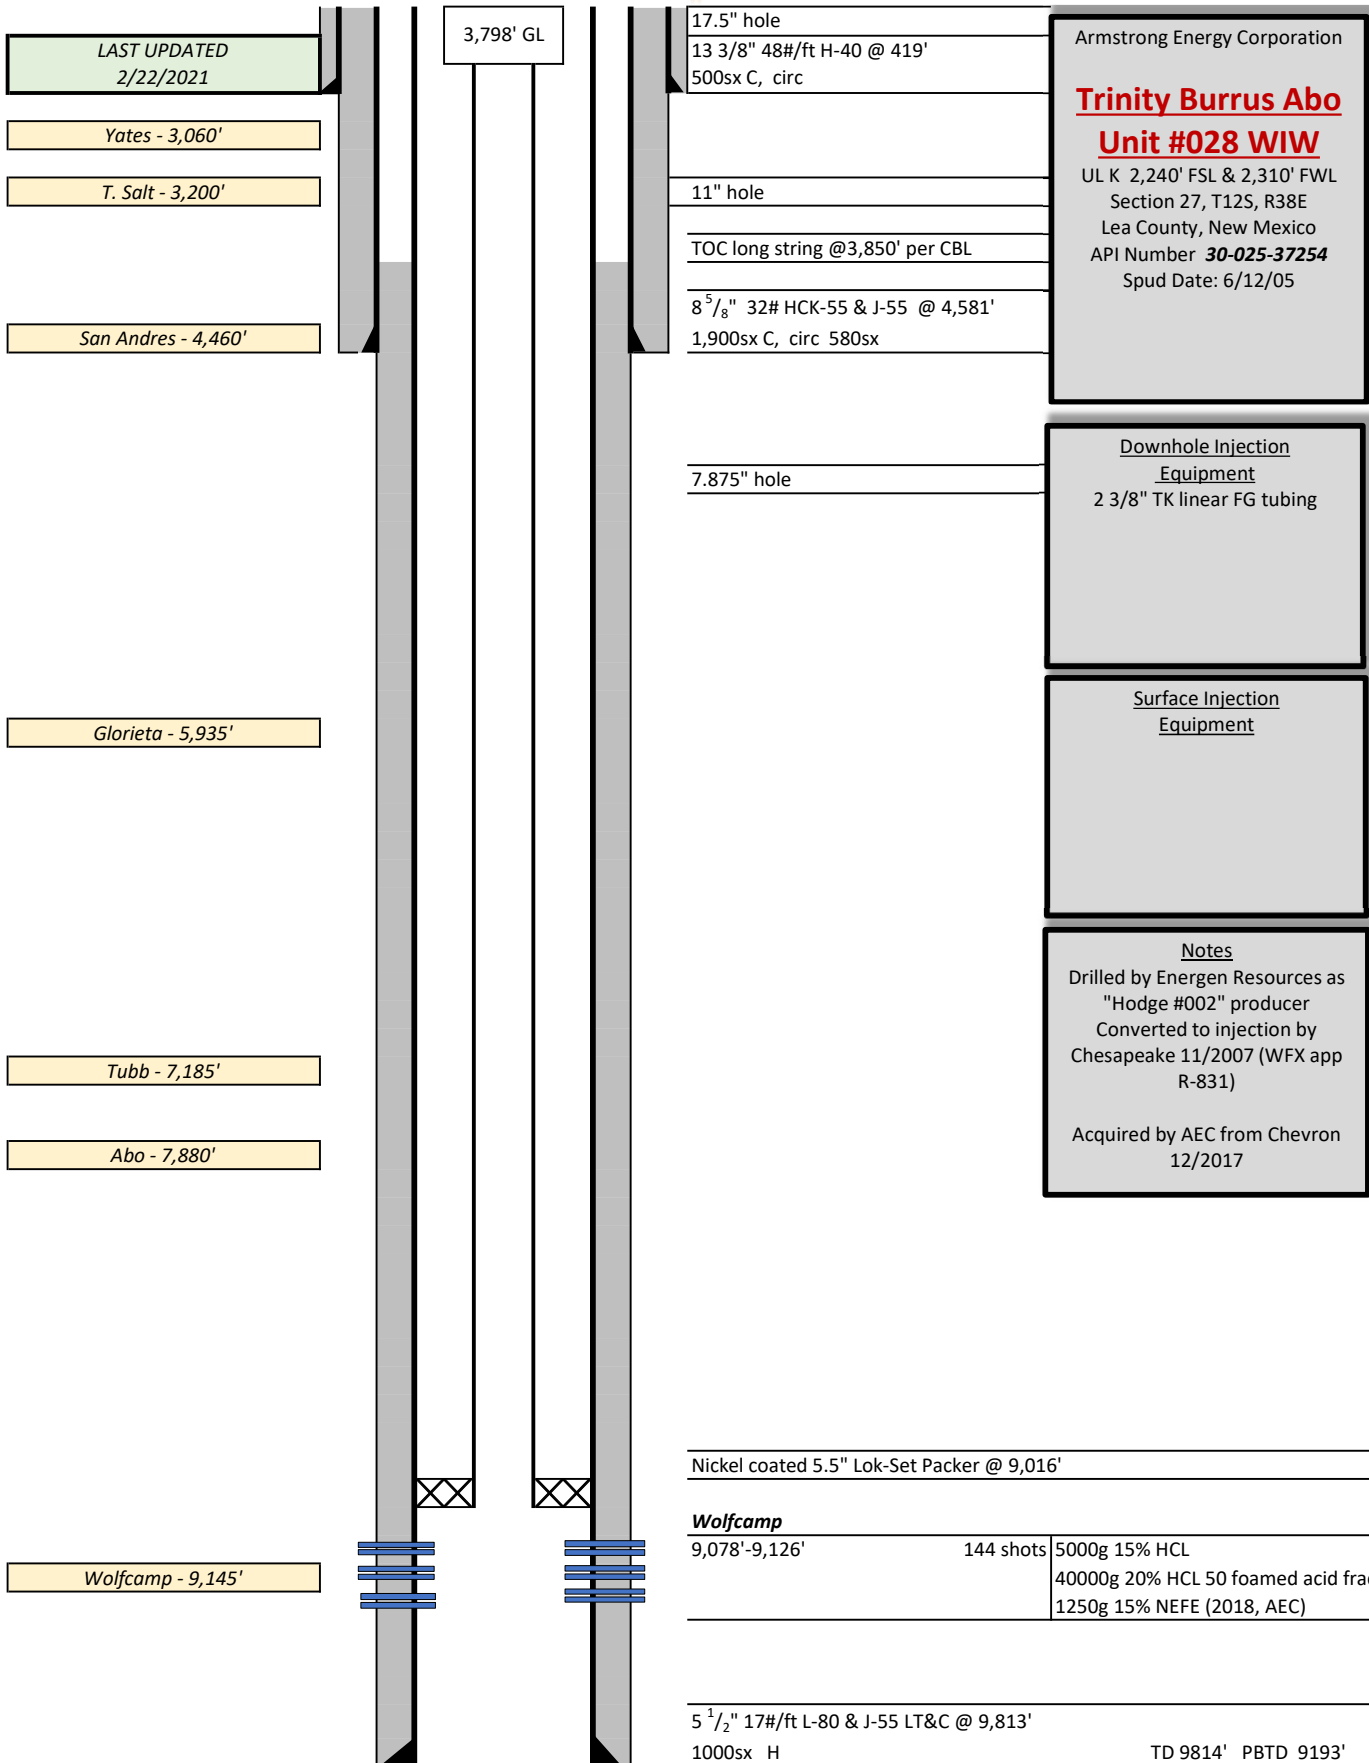 LAST UPDATED
2/22/2021
Yates - 3,060'
T. Salt - 3,200'
San Andres - 4,460'
Glorieta - 5,935'
Tubb - 7,185'
Abo - 7,880'
Wolfcamp - 9,145'
3,798' GL
17.5" hole
13 3/8" 48#/ft H-40 @ 419'
500sx C, circ
11" hole
TOC long string @3,850' per CBL
8 5/8" 32# HCK-55 & J-55 @ 4,581'
1,900sx C, circ 580sx
7.875" hole
Nickel coated 5.5" Lok-Set Packer @ 9,016'
Wolfcamp
9,078'-9,126' 144 shots 5000g 15% HCL
40000g 20% HCL 50 foamed acid
1250g 15% NEFE (2018, AEC)
5 1/2" 17#/ft L-80 & J-55 LT&C @ 9,813'
1000sx H TD 9814' PBTD 9193'
Armstrong Energy Corporation
Trinity Burrus Abo
Unit #028 WIW
UL K 2,240' FSL & 2,310' FWL
Section 27, T12S, R38E
Lea County, New Mexico
API Number 30-025-37254
Spud Date: 6/12/05
Downhole Injection
Equipment
2 3/8" TK linear FG tubing
Surface Injection
Equipment
Notes
Drilled by Energen Resources as
"Hodge #002" producer
Converted to injection by
Chesapeake 11/2007 (WFX app
R-831)
Acquired by AEC from Chevron
12/2017